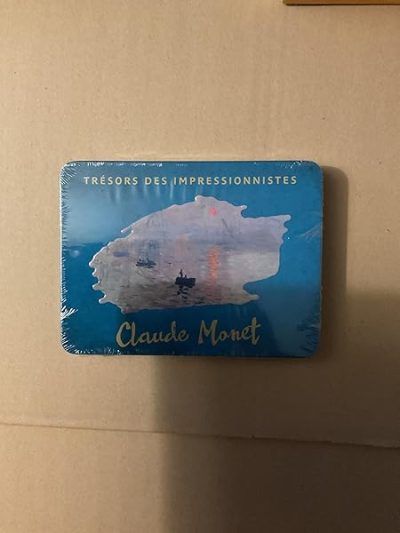 TRÉSORS DES IMPRESSIONNISTES
Claude Monet